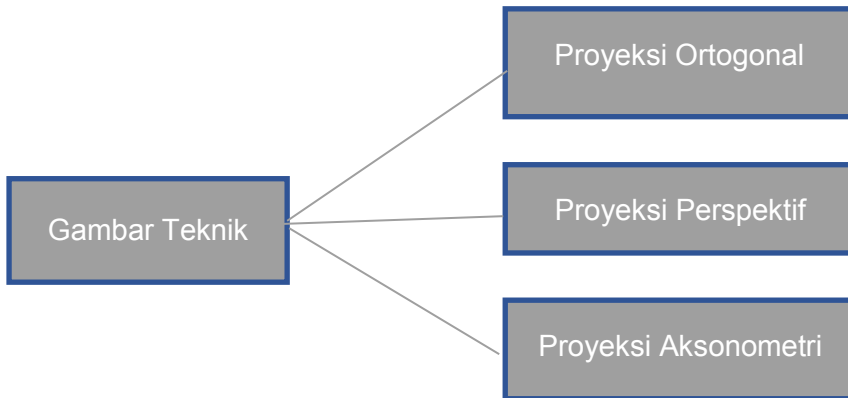 Proyeksi Ortogonal
Gambar Teknik
Proyeksi Perspektif
Proyeksi Aksonometri